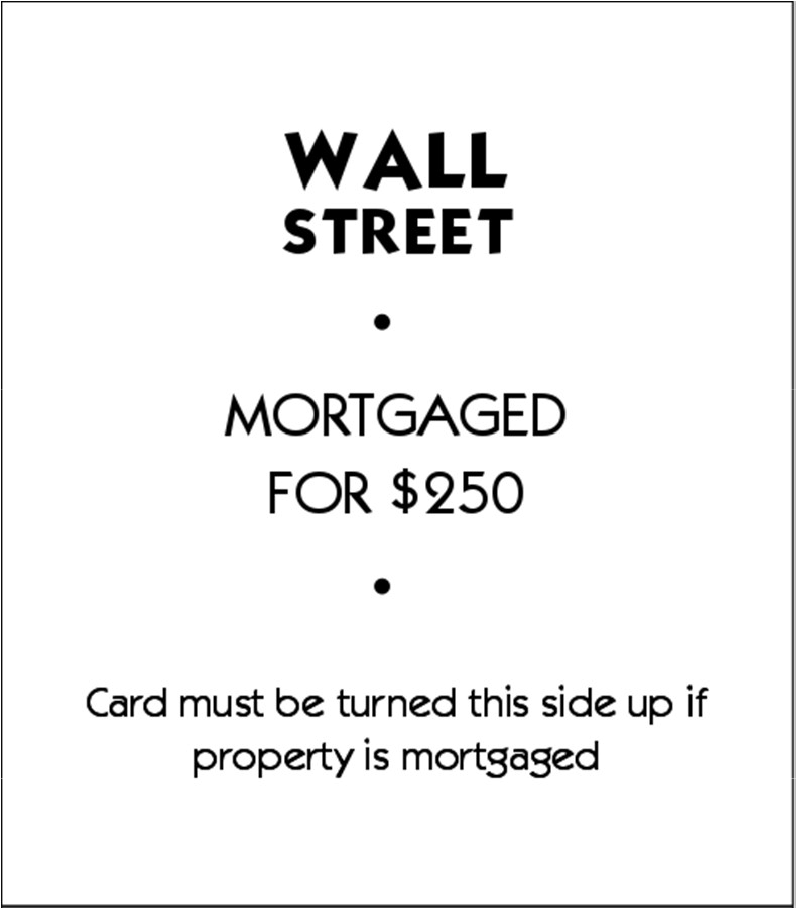 WALL
STREET
•
MORTGAGED
FOR $250
•
Card must be turned this side up if
property is mortgaged